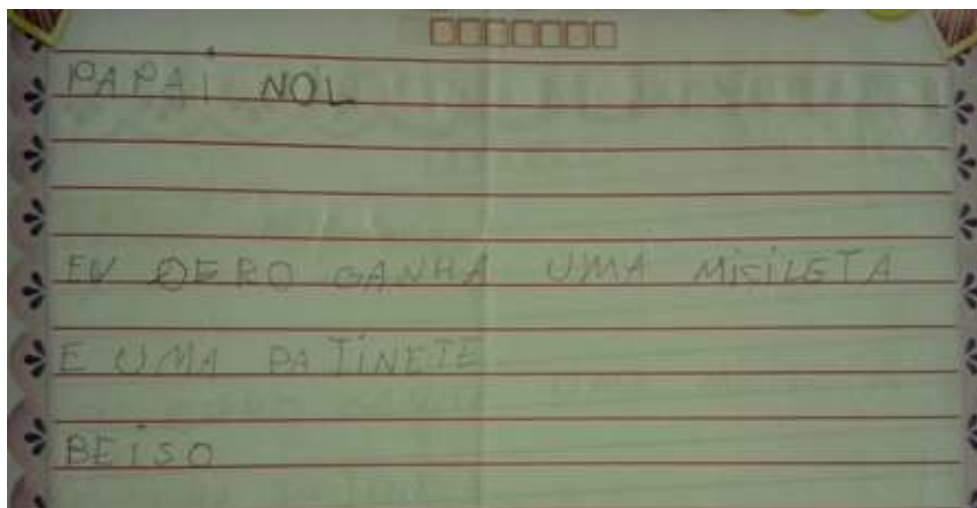 PAPAI NOL
EU QERO GANHA UMA MISILETA
E UMA PATINETE
BEISO